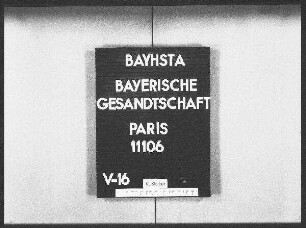 BAYHSTA
BAYERISCHE
GESANDTSCHAFT
PARIS
11106
V-16